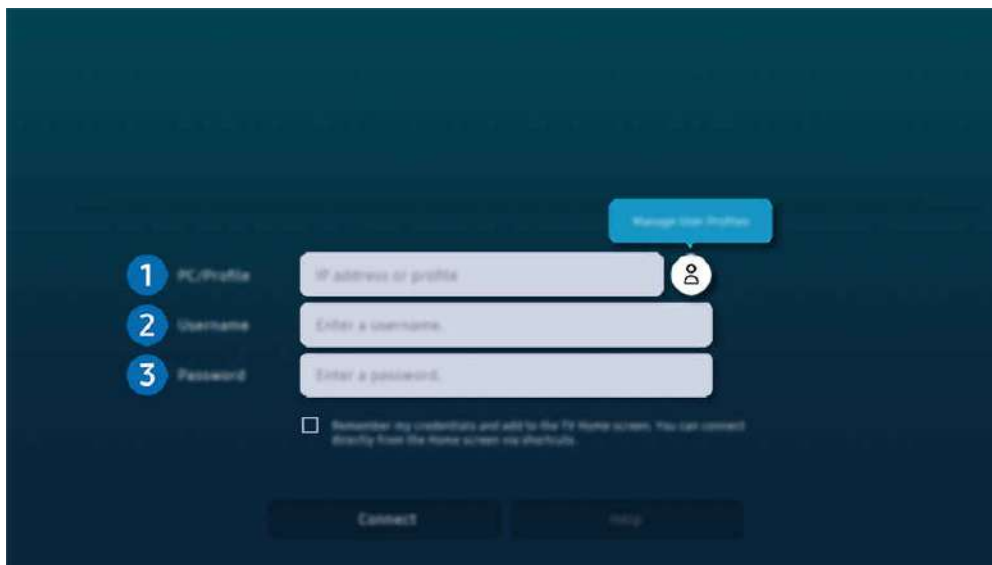 Manage User Profiles
1 PC/Profile IP address or profile
2 Username Enter a username.
3 Password Enter a password.
Remember my credentials and add to the TV Home screen. You can connect
directly from the Home screen via shortcuts.
Connect Help